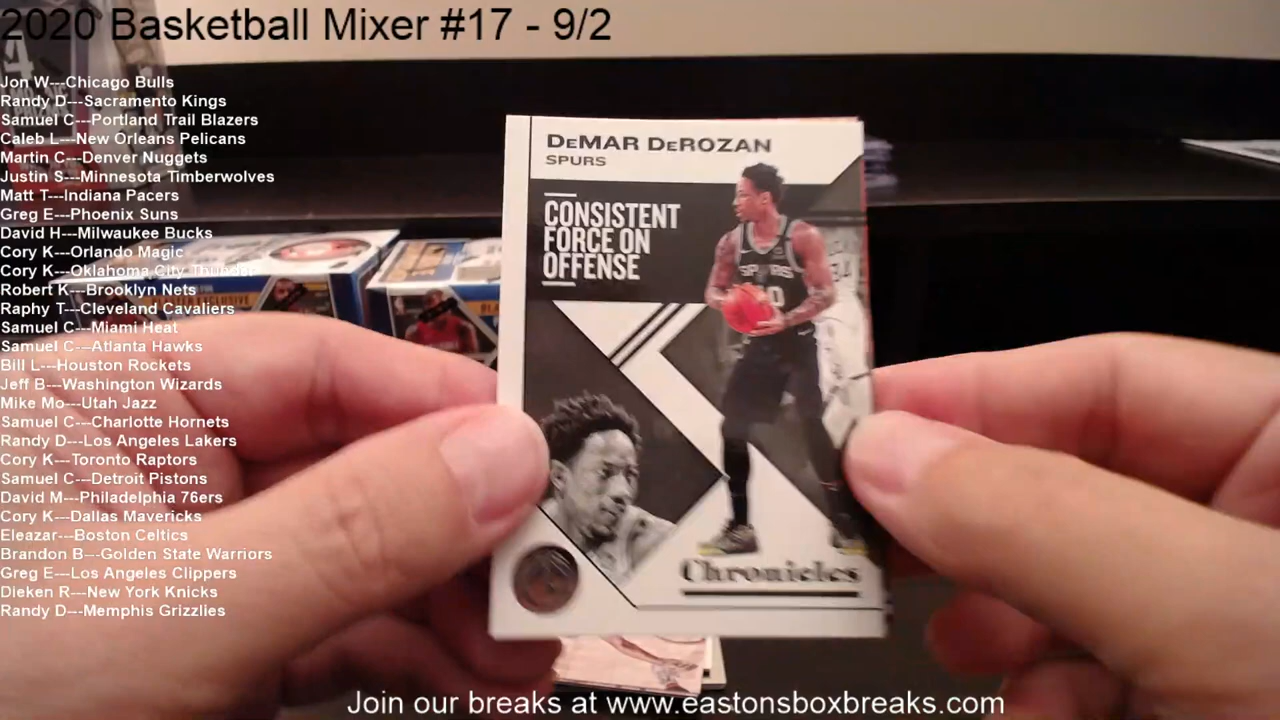 2020 Basketball Mixer #17 - 9/2
Jon W---Chicago Bulls
Randy D---Sacramento Kings
Samuel C---Portland Trail Blazers
Caleb L---New Orleans Pelicans
Martin C---Denver Nuggets
Justin S---Minnesota Timberwolves
Matt T---Indiana Pacers
Greg E---Phoenix Suns
David H---Milwaukee Bucks
Cory K---Orlando Magic
Cory K---Oklahoma City Thunder
Robert K---Brooklyn Nets
Raphy T---Cleveland Cavaliers
Samuel C---Miami Heat
Samuel C---Atlanta Hawks
Bill L---Houston Rockets
Jeff B---Washington Wizards
Mike Mo---Utah Jazz
Samuel C---Charlotte Hornets
Randy D---Los Angeles Lakers
Cory K---Toronto Raptors
Samuel C---Detroit Pistons
David M---Philadelphia 76ers
Cory K---Dallas Mavericks
Eleazar---Boston Celtics
Brandon B---Golden State Warriors
Greg E---Los Angeles Clippers
Dieken R---New York Knicks
Randy D---Memphis Grizzlies
DEMAR DEROZAN
SPURS
CONSISTENT
FORCE ON
OFFENSE
SPURS
Chronicles
Join our breaks at www.eastonsboxbreaks.com